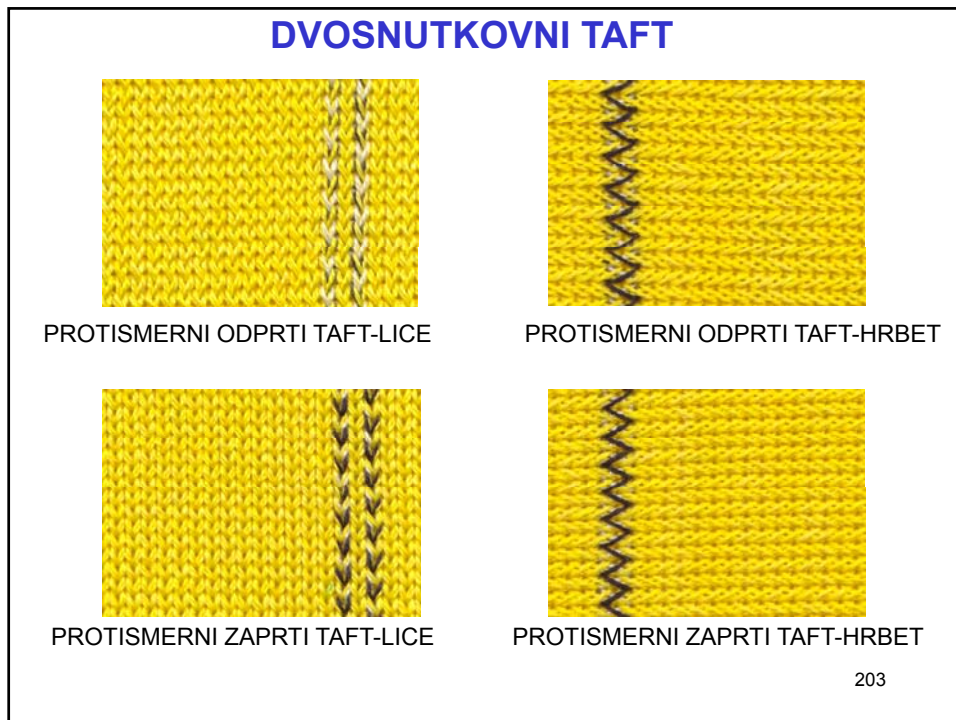 DVOSNUTKOVNI TAFT
PROTISMERNI ODPRTI TAFT-LICE
PROTISMERNI ODPRTI TAFT-HRBET
PROTISMERNI ZAPRTI TAFT-LICE
PROTISMERNI ZAPRTI TAFT-HRBET
203